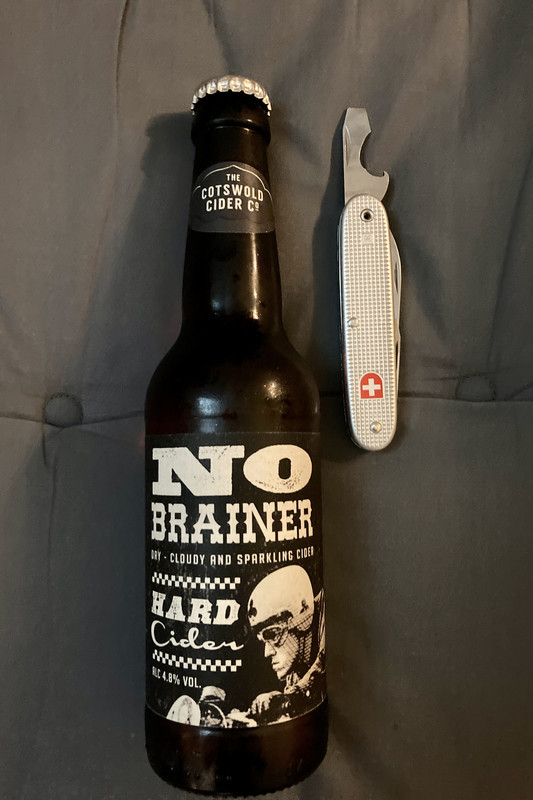 THE
COTSWOLD
CIDER Cº
NO
BRAINER
DRY - CLOUDY AND SPARKLING CIDER
HARD
Cider
ALC 4.8% VOL.